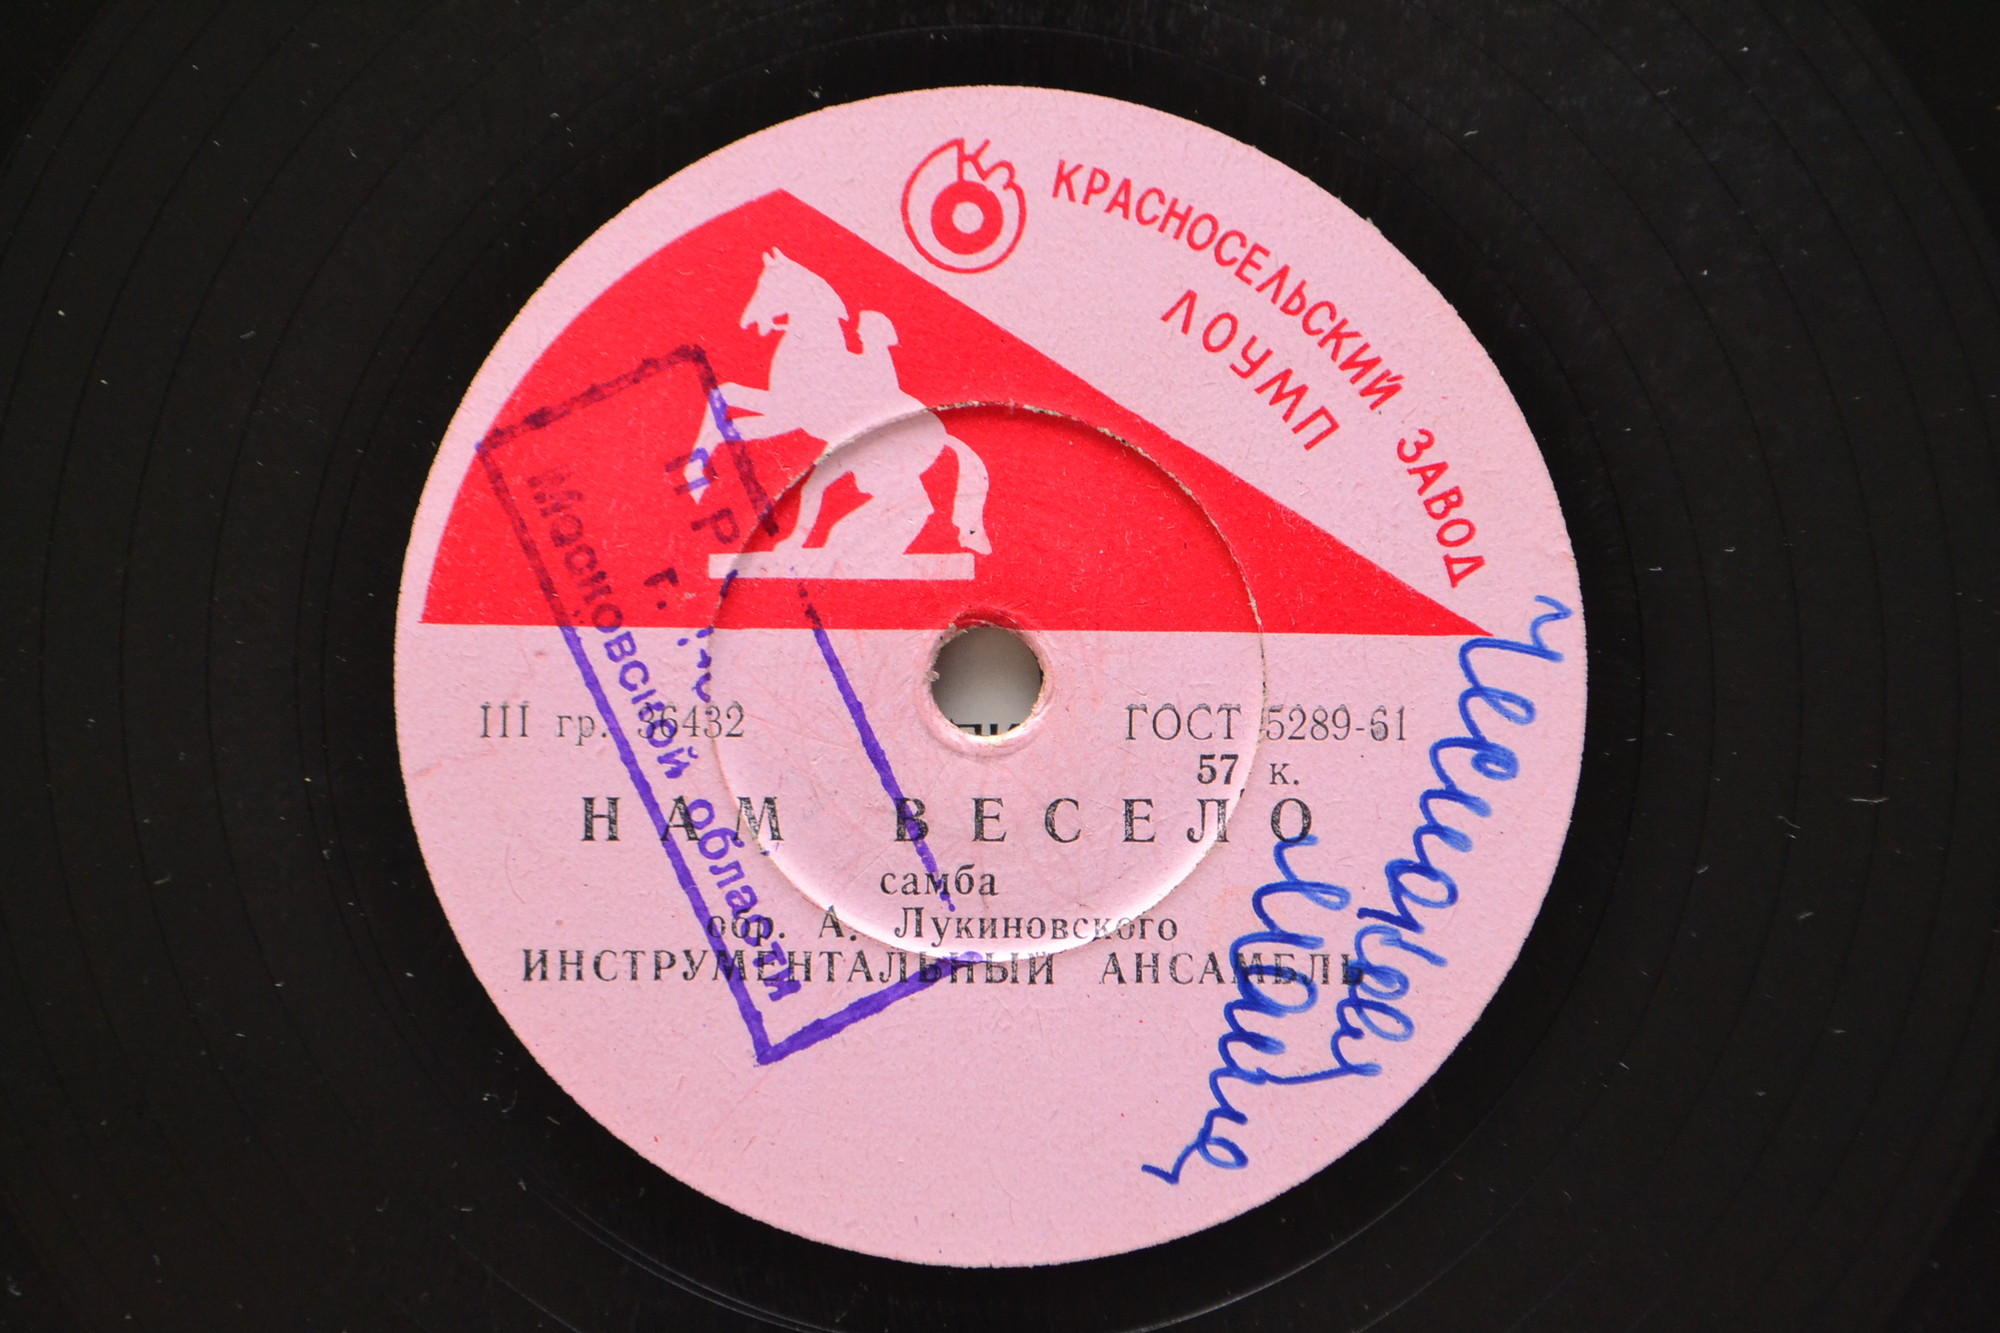 КЗ
КРАСНОСЕЛЬСКИЙ ЗАВОД
ЛОУМП
III гр. 36432
ГОСТ 5289-61
57 к.
НАМ ВЕСЕЛО
самба
обр. А. Лукиновского
ИНСТРУМЕНТАЛЬНЫЙ АНСАМБЛЬ
г.
Московской области
танец